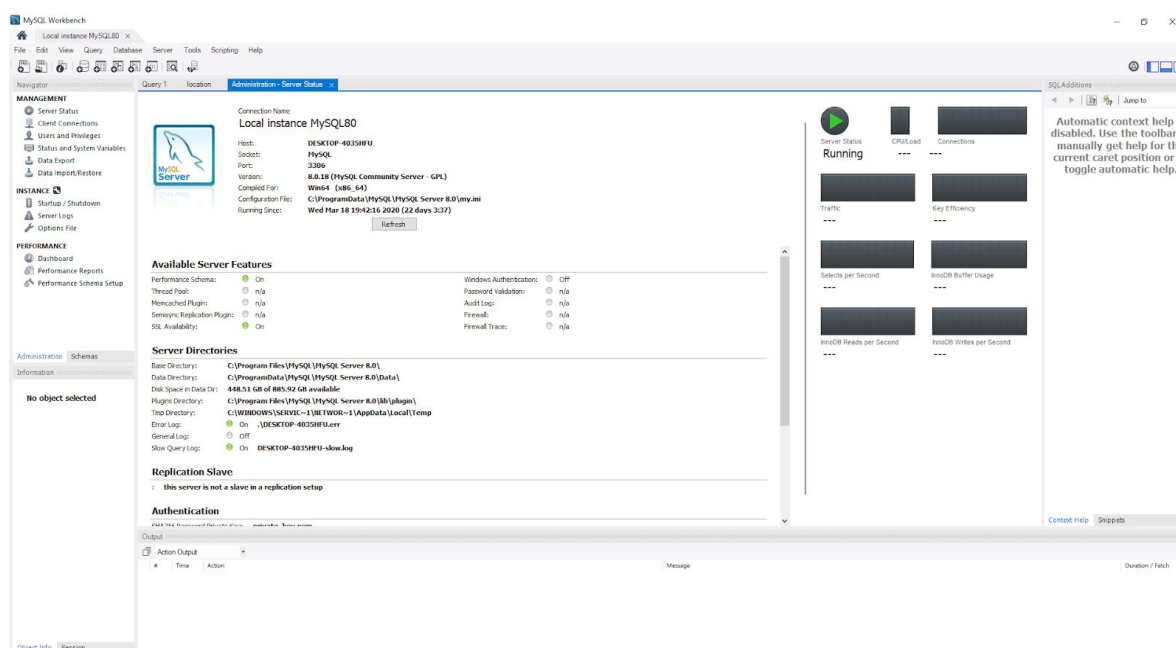 MySQL Workbench
Local instance MySQL80 ×
File Edit View Query Database Server Tools Scripting Help
Navigator
MANAGEMENT
Server Status
Client Connections
Users and Privileges
Status and System Variables
Data Export
Data Import/Restore
INSTANCE
Startup / Shutdown
Server Logs
Options File
PERFORMANCE
Dashboard
Performance Reports
Performance Schema Setup
Administration Schemas
Information
No object selected
Object Info Session
Query 1 location Administration - Server Status ×
MySQL
Server
Connection Name
Local instance MySQL80
Host: DESKTOP-4035HFU
Socket: MySQL
Port: 3306
Version: 8.0.18 (MySQL Community Server - GPL)
Compiled For: Win64 (x86_64)
Configuration File: C:\ProgramData\MySQL\MySQL Server 8.0\my.ini
Running Since: Wed Mar 18 19:42:16 2020 (22 days 3:37)
Refresh
Available Server Features
Performance Schema: On Windows Authentication: Off
Thread Pool: n/a Password Validation: n/a
Memcached Plugin: n/a Audit Log: n/a
Semisync Replication Plugin: n/a Firewall: n/a
SSL Availability: On Firewall Trace: n/a
Server Directories
Base Directory: C:\Program Files\MySQL\MySQL Server 8.0\
Data Directory: C:\ProgramData\MySQL\MySQL Server 8.0\Data\
Disk Space in Data Dir: 448.51 GB of 885.92 GB available
Plugins Directory: C:\Program Files\MySQL\MySQL Server 8.0\lib\plugin\
Tmp Directory: C:\WINDOWS\SERVIC~1\NETWOR~1\AppData\Local\Temp
Error Log: On .\DESKTOP-4035HFU.err
General Log: Off
Slow Query Log: On DESKTOP-4035HFU-slow.log
Replication Slave
: this server is not a slave in a replication setup
Authentication
SHA256 Password Private Key: private_key.pem
Server Status CPU/Load Connections
Running --- ---
Traffic Key Efficiency
--- ---
Selects per Second InnoDB Buffer Usage
--- ---
InnoDB Reads per Second InnoDB Writes per Second
--- ---
SQLAdditions
Jump to
Automatic context help
disabled. Use the toolbar
manually get help for th
current caret position or
toggle automatic help.
Context Help Snippets
Output
Action Output
# Time Action Message Duration / Fetch